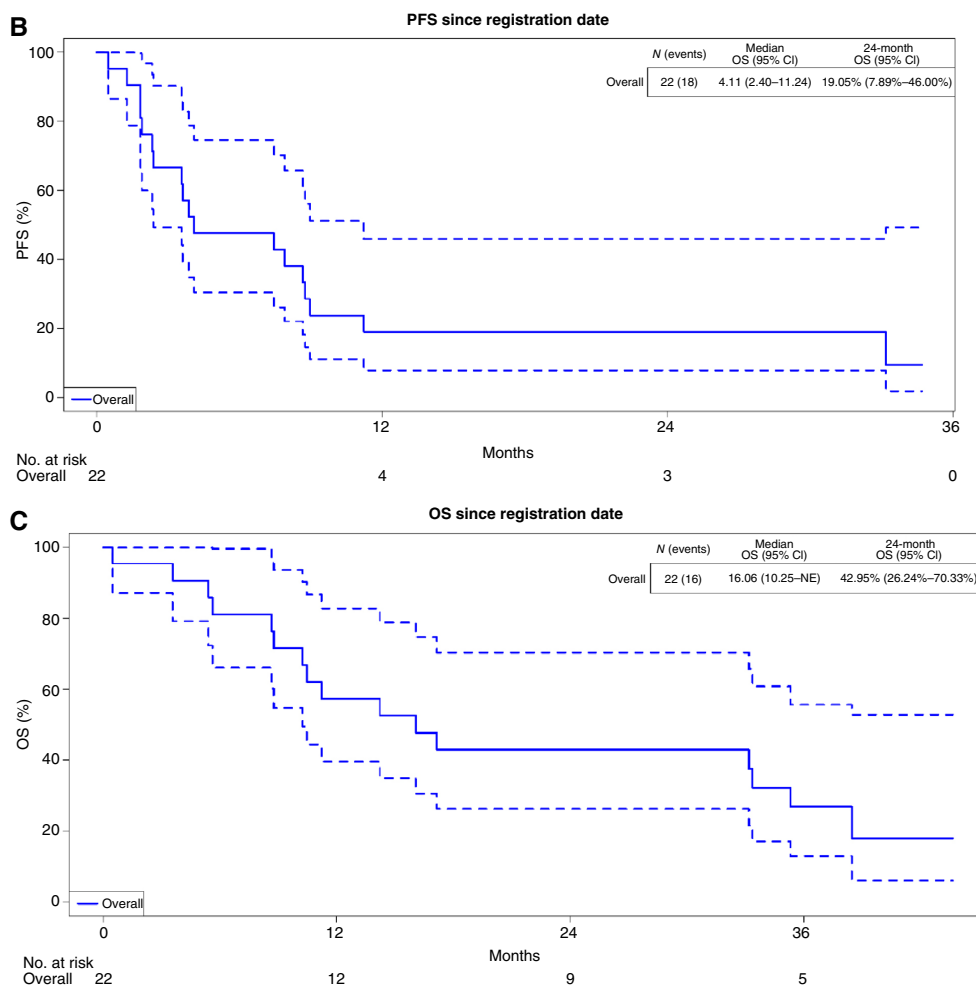 B
PFS since registration date
N (events) Median OS (95% CI) 24-month OS (95% CI)
Overall 22 (18) 4.11 (2.40–11.24) 19.05% (7.89%–46.00%)
PFS (%)
100
80
60
40
20
0
Overall
0 12 24 36
Months
No. at risk
Overall 22 4 3 0
C
OS since registration date
N (events) Median OS (95% CI) 24-month OS (95% CI)
Overall 22 (16) 16.06 (10.25–NE) 42.95% (26.24%–70.33%)
OS (%)
100
80
60
40
20
0
Overall
0 12 24 36
Months
No. at risk
Overall 22 12 9 5